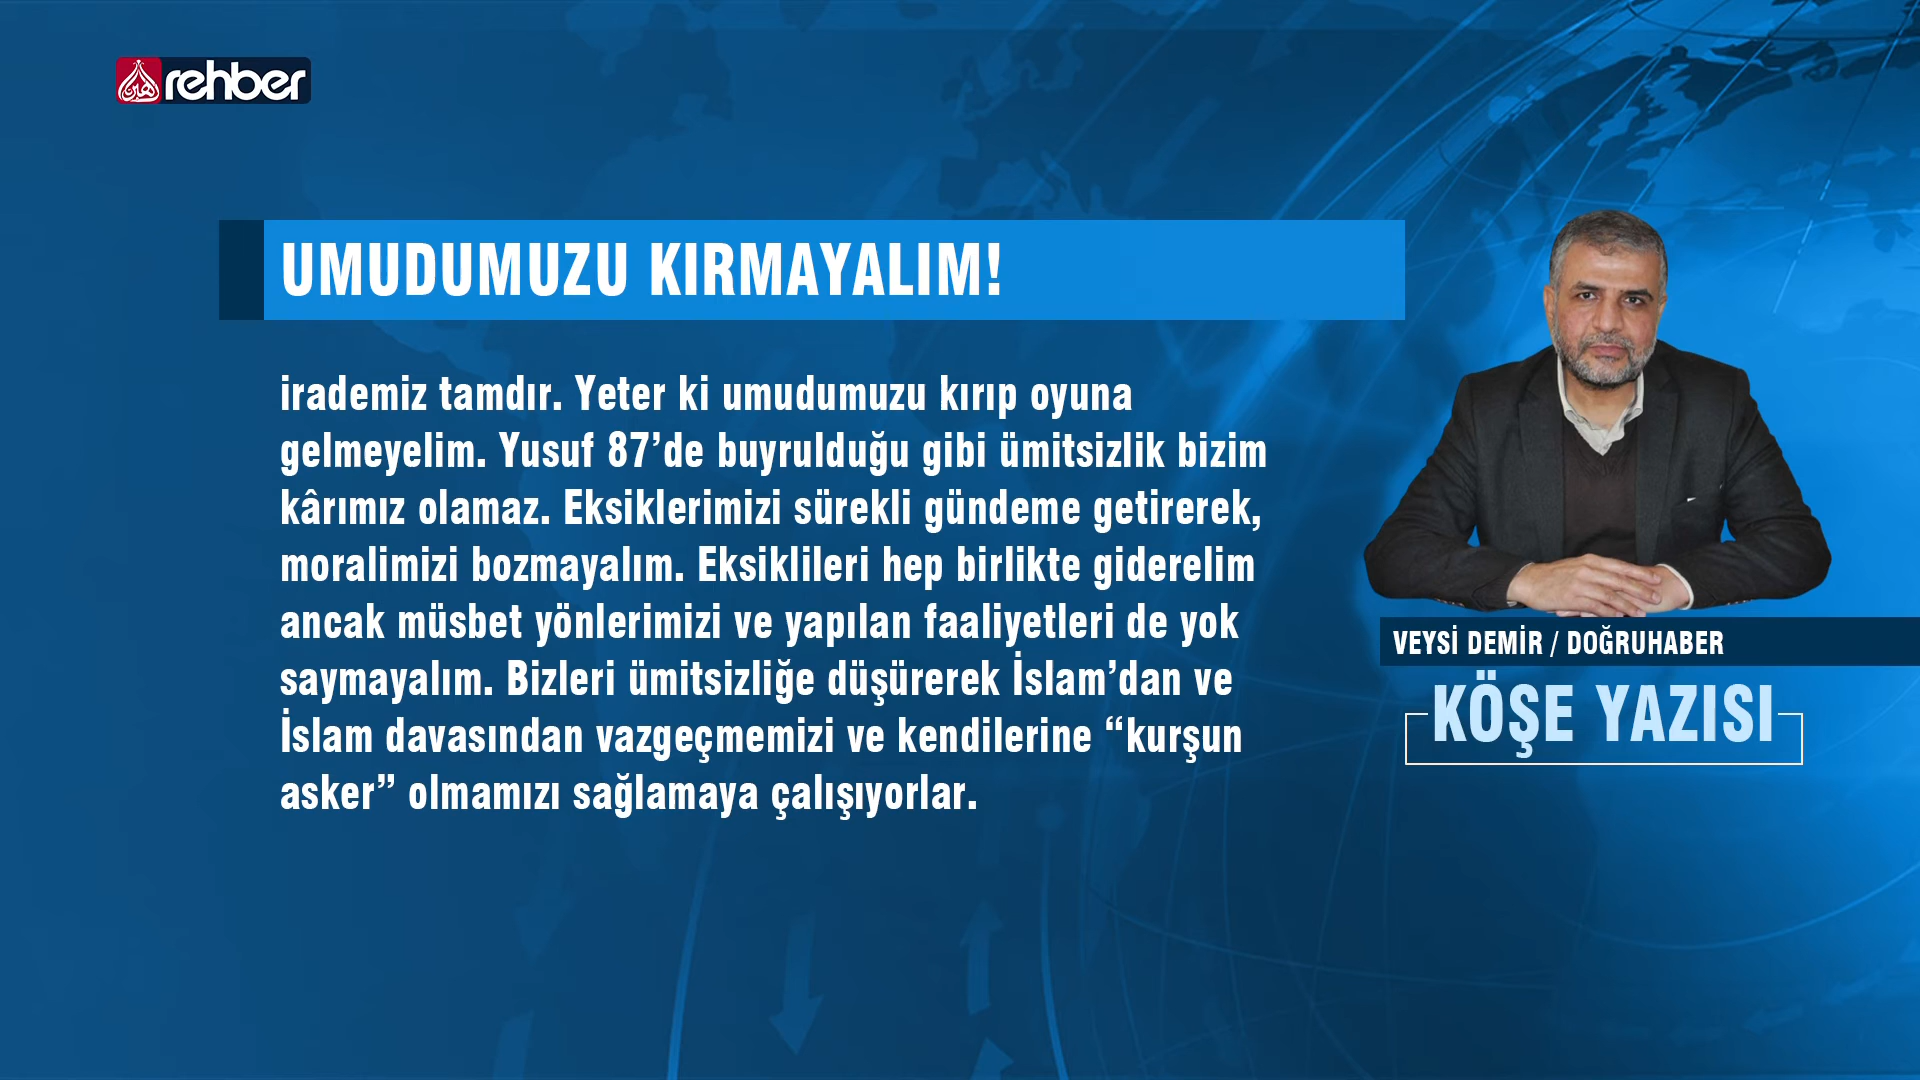 rehber
UMUDUMUZU KIRMAYALIM!
irademiz tamdır. Yeter ki umudumuzu kırıp oyuna
gelmeyelim. Yusuf 87’de buyrulduğu gibi ümitsizlik bizim
kârımız olamaz. Eksiklerimizi sürekli gündeme getirerek,
moralimizi bozmayalım. Eksiklileri hep birlikte giderelim
ancak müsbet yönlerimizi ve yapılan faaliyetleri de yok
saymayalım. Bizleri ümitsizliğe düşürerek İslam’dan ve
İslam davasından vazgeçmemizi ve kendilerine “kurşun
asker” olmamızı sağlamaya çalışıyorlar.
VEYSİ DEMİR / DOĞRUHABER
KÖŞE YAZISI